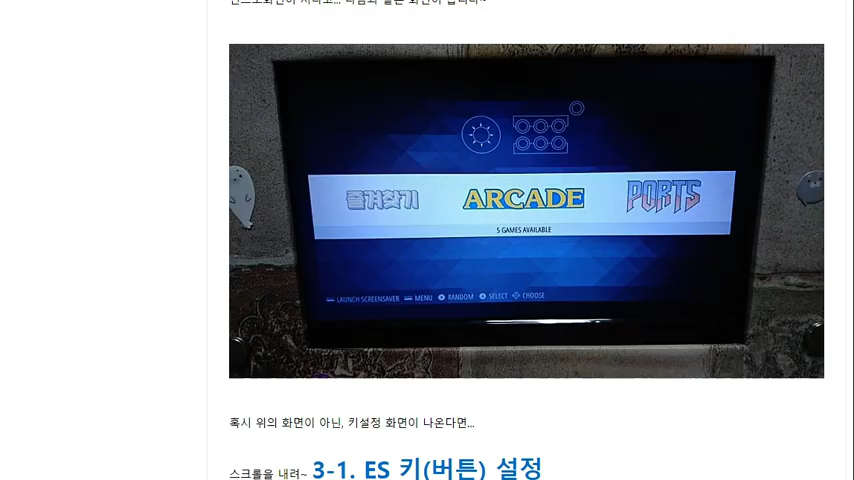 즐겨찾기 ARCADE PORTS
5 GAMES AVAILABLE
LAUNCH SCREENSAVER MENU RANDOM SELECT CHOOSE
혹시 위의 화면이 아닌, 키설정 화면이 나온다면...
스크롤을 내려~ 3-1. ES 키(버튼) 설정